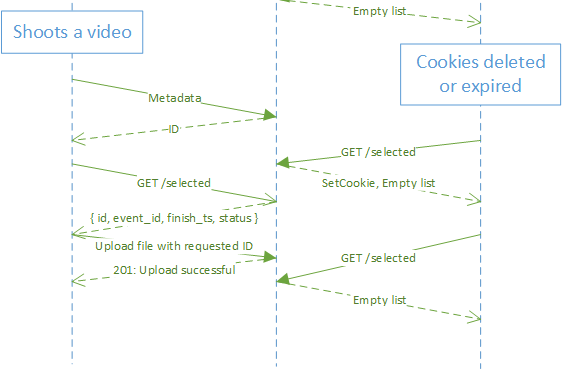 Empty list
Shoots a video
Cookies deleted
or expired
Metadata
ID
GET /selected
GET /selected
SetCookie, Empty list
{ id, event_id, finish_ts, status }
Upload file with requested ID
GET /selected
201: Upload successful
Empty list